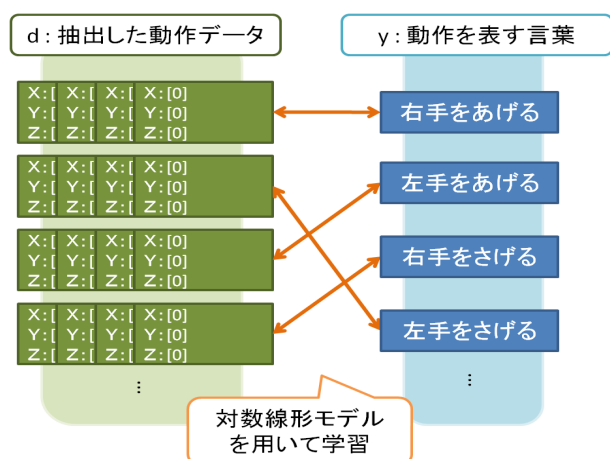 d：抽出した動作データ
y：動作を表す言葉
X:[ X:[ X:[ X:[0]
Y:[ Y:[ Y:[ Y:[0]
Z:[ Z:[ Z:[ Z:[0]
右手をあげる
X:[ X:[ X:[ X:[0]
Y:[ Y:[ Y:[ Y:[0]
Z:[ Z:[ Z:[ Z:[0]
左手をあげる
X:[ X:[ X:[ X:[0]
Y:[ Y:[ Y:[ Y:[0]
Z:[ Z:[ Z:[ Z:[0]
右手をさげる
X:[ X:[ X:[ X:[0]
Y:[ Y:[ Y:[ Y:[0]
Z:[ Z:[ Z:[ Z:[0]
左手をさげる
⋮
⋮
対数線形モデル
を用いて学習